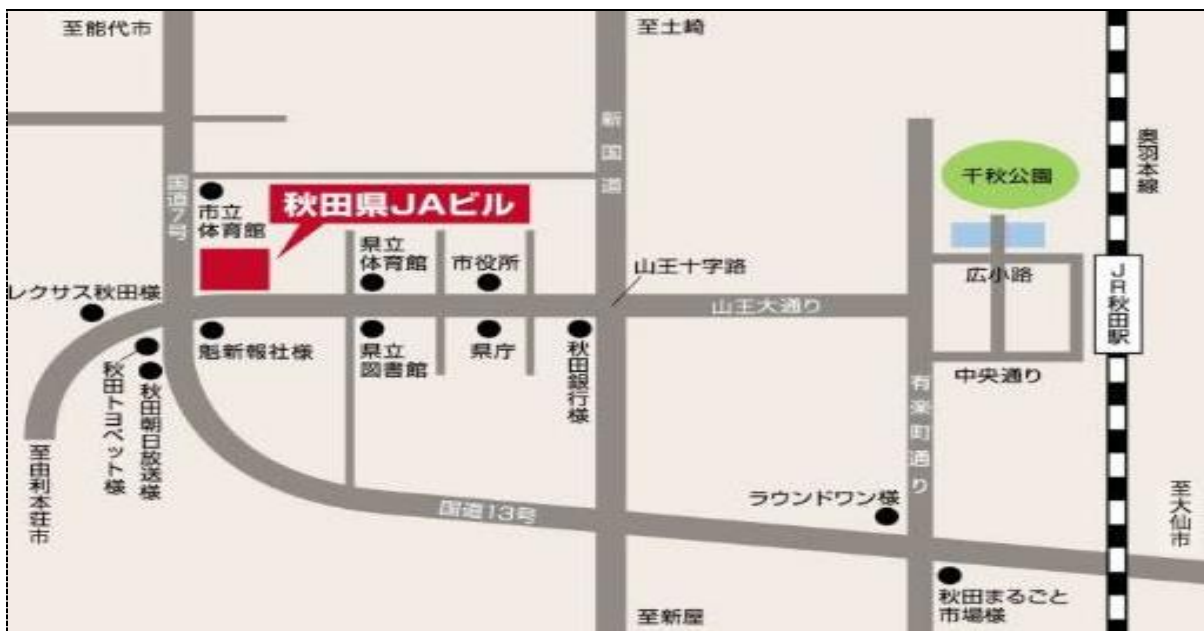 至能代市
至土崎
新国道
奥羽本線
千秋公園
国道7号
市立
体育館
秋田県JAビル
県立
体育館
市役所
山王十字路
広小路
JR秋田駅
レクサス秋田様
山王大通り
魁新報社様
県立
図書館
県庁
秋田銀行様
中央通り
有楽町通り
秋田トヨペット様
秋田朝日放送様
至由利本荘市
国道13号
ラウンドワン様
至大仙市
秋田まるごと
市場様
至新屋